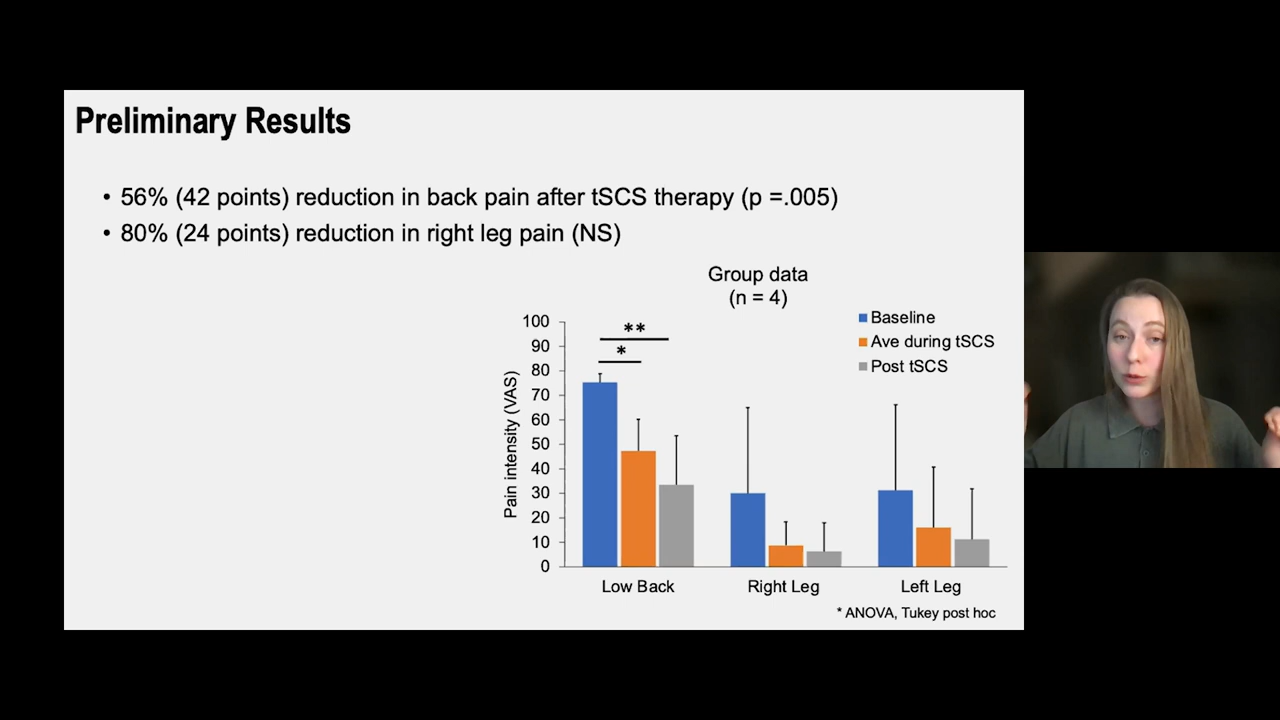 Preliminary Results
• 56% (42 points) reduction in back pain after tSCS therapy (p =.005)
• 80% (24 points) reduction in right leg pain (NS)
Group data
(n = 4)
Baseline
Ave during tSCS
Post tSCS
**
*
Pain intensity (VAS)
100
90
80
70
60
50
40
30
20
10
0
Low Back
Right Leg
Left Leg
* ANOVA, Tukey post hoc